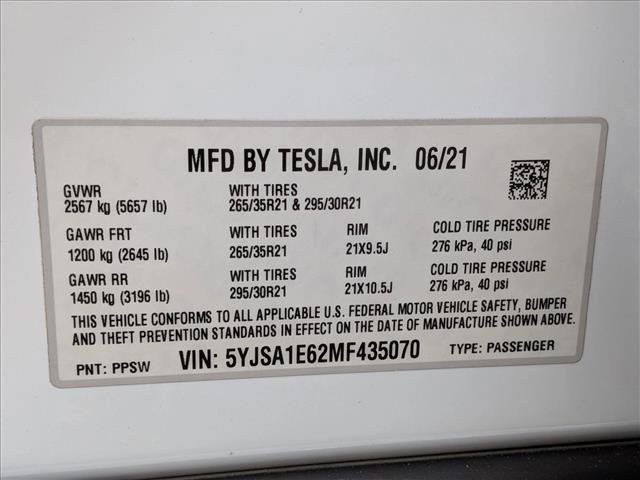 MFD BY TESLA, INC. 06/21
GVWR WITH TIRES
2567 kg (5657 lb) 265/35R21 & 295/30R21
GAWR FRT WITH TIRES RIM COLD TIRE PRESSURE
1200 kg (2645 lb) 265/35R21 21X9.5J 276 kPa, 40 psi
GAWR RR WITH TIRES RIM COLD TIRE PRESSURE
1450 kg (3196 lb) 295/30R21 21X10.5J 276 kPa, 40 psi
THIS VEHICLE CONFORMS TO ALL APPLICABLE U.S. FEDERAL MOTOR VEHICLE SAFETY, BUMPER
AND THEFT PREVENTION STANDARDS IN EFFECT ON THE DATE OF MANUFACTURE SHOWN ABOVE.
PNT: PPSW VIN: 5YJSA1E62MF435070 TYPE: PASSENGER